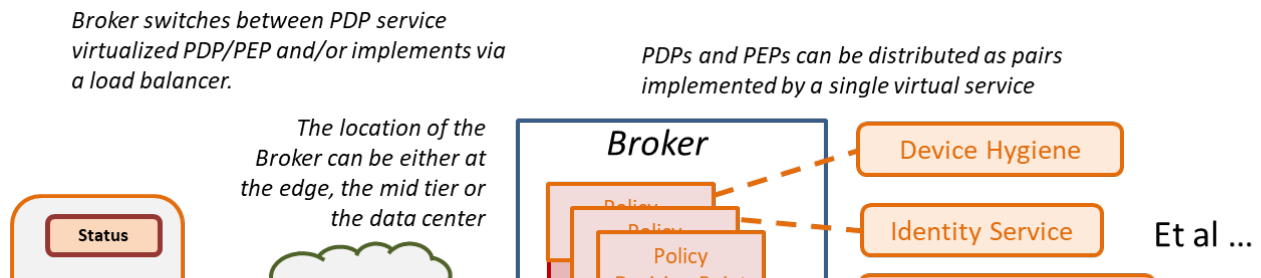 Broker switches between PDP service
virtualized PDP/PEP and/or implements via
a load balancer.
PDPs and PEPs can be distributed as pairs
implemented by a single virtual service
The location of the
Broker can be either at
the edge, the mid tier or
the data center
Broker
Device Hygiene
Policy
Policy
Policy
Identity Service
Et al ...
Status